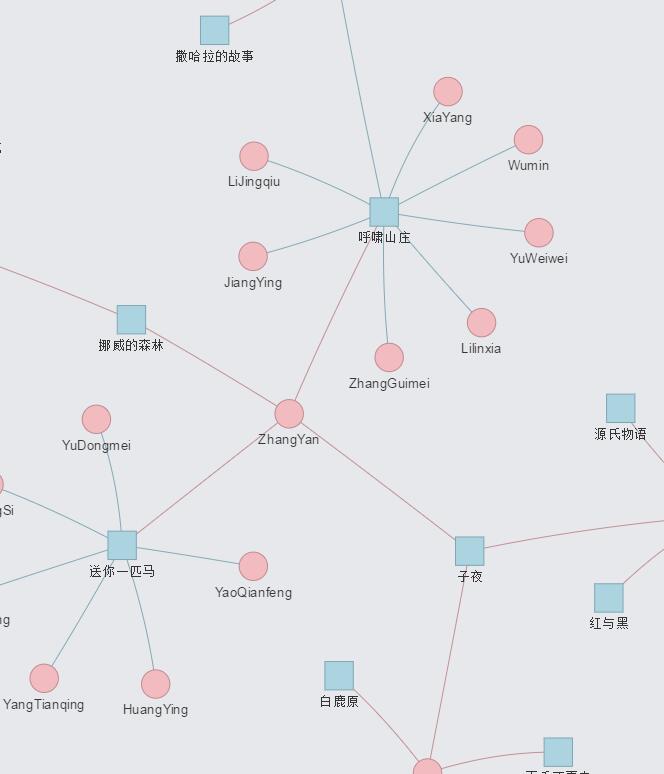 撒哈拉的故事
XiaYang
Wumin
LiJingqiu
呼啸山庄
YuWeiwei
JiangYing
挪威的森林
Lilinxia
ZhangGuimei
源氏物语
ZhangYan
YuDongmei
送你一匹马
子夜
YaoQianfeng
红与黑
白鹿原
YangTianqing
HuangYing